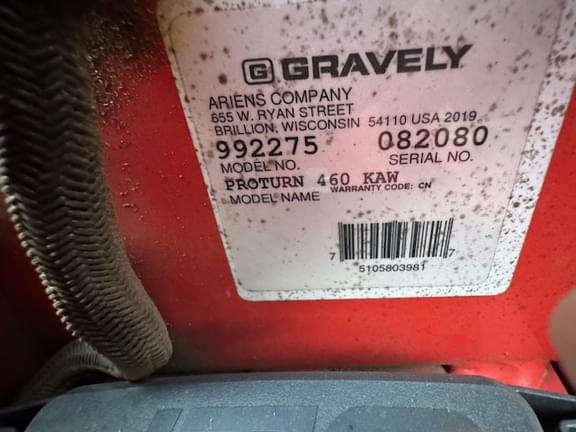 G GRAVELY
ARIENS COMPANY
855 W. RYAN STREET
BRILLION, WISCONSIN 54110 USA 2019
992275 082080
MODEL NO. SERIAL NO.
PROTURN 460 KAW
MODEL NAME WARRANTY CODE: CN
7 5105803981 7